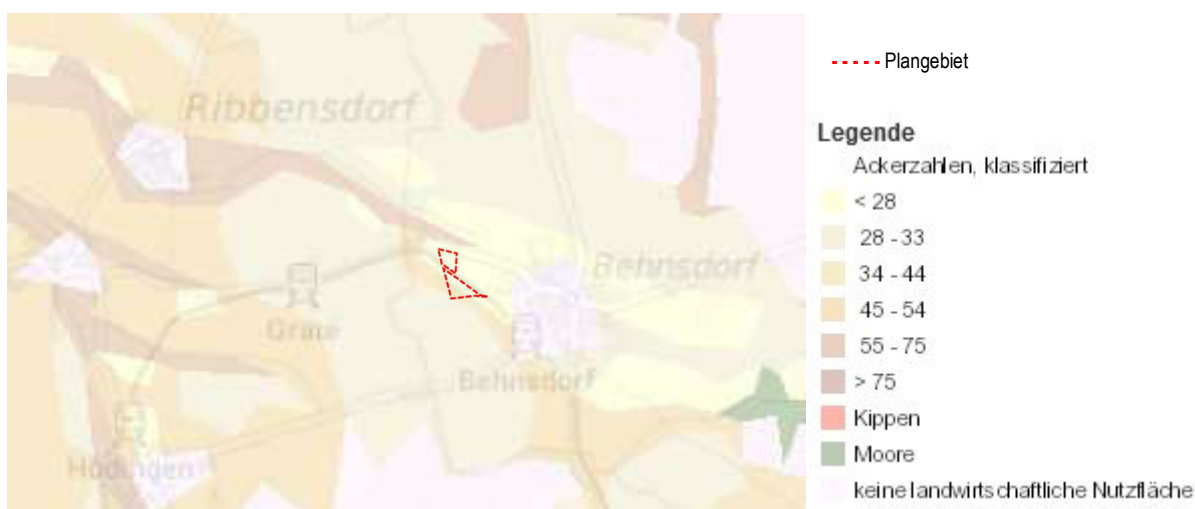 Ribbensdorf
Behnsdorf
Behnsdorf
Hödingen
Plangebiet
Legende
Ackerzahlen, klassifiziert
< 28
28 - 33
34 - 44
45 - 54
55 - 75
> 75
Kippen
Moore
keine landwirtschaftliche Nutzfläche